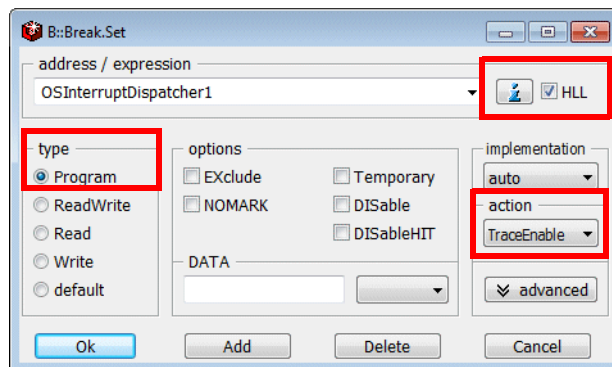 B::Break.Set
address / expression
OSInterruptDispatcher1
i HLL
type
Program
ReadWrite
Read
Write
default
options
EXclude Temporary
NOMARK DISable
DISableHIT
DATA
implementation
auto
action
TraceEnable
advanced
Ok Add Delete Cancel